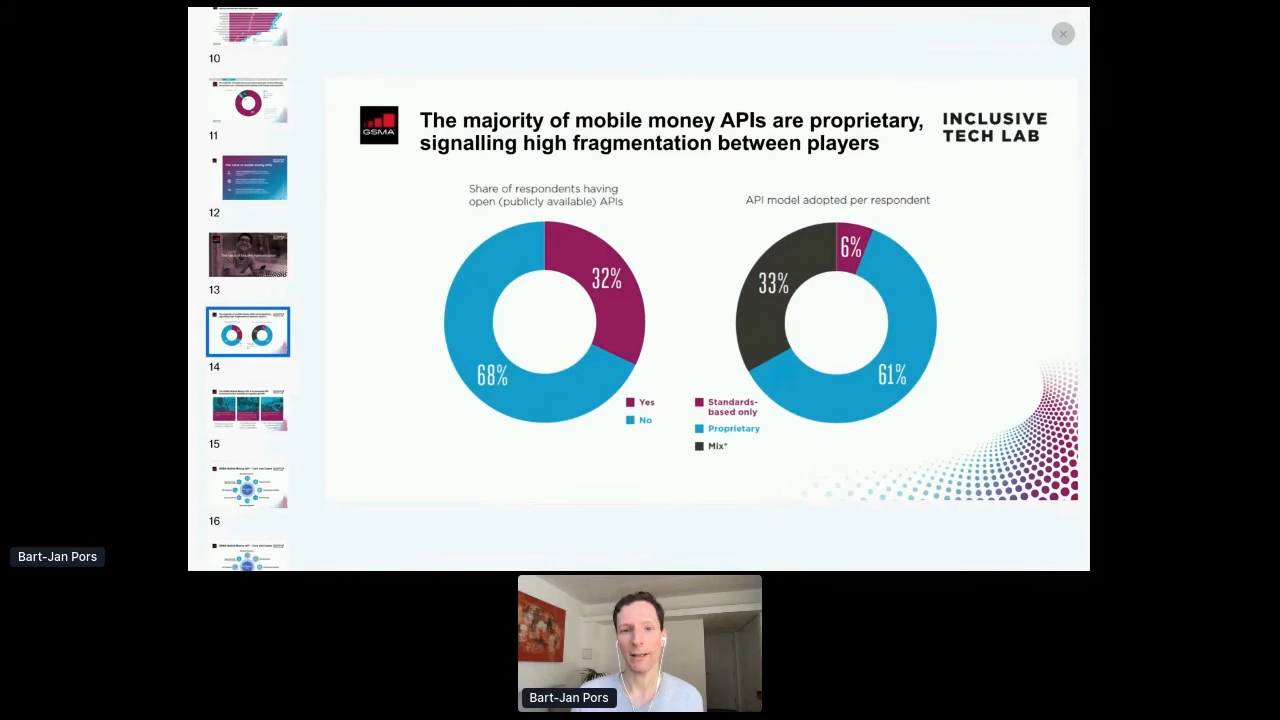 10
11
12
13
14
15
16
GSMA
The majority of mobile money APIs are proprietary,
signalling high fragmentation between players
INCLUSIVE
TECH LAB
Share of respondents having
open (publicly available) APIs
32%
68%
Yes
No
API model adopted per respondent
6%
33%
61%
Standards-
based only
Proprietary
Mix*
Bart-Jan Pors
Bart-Jan Pors